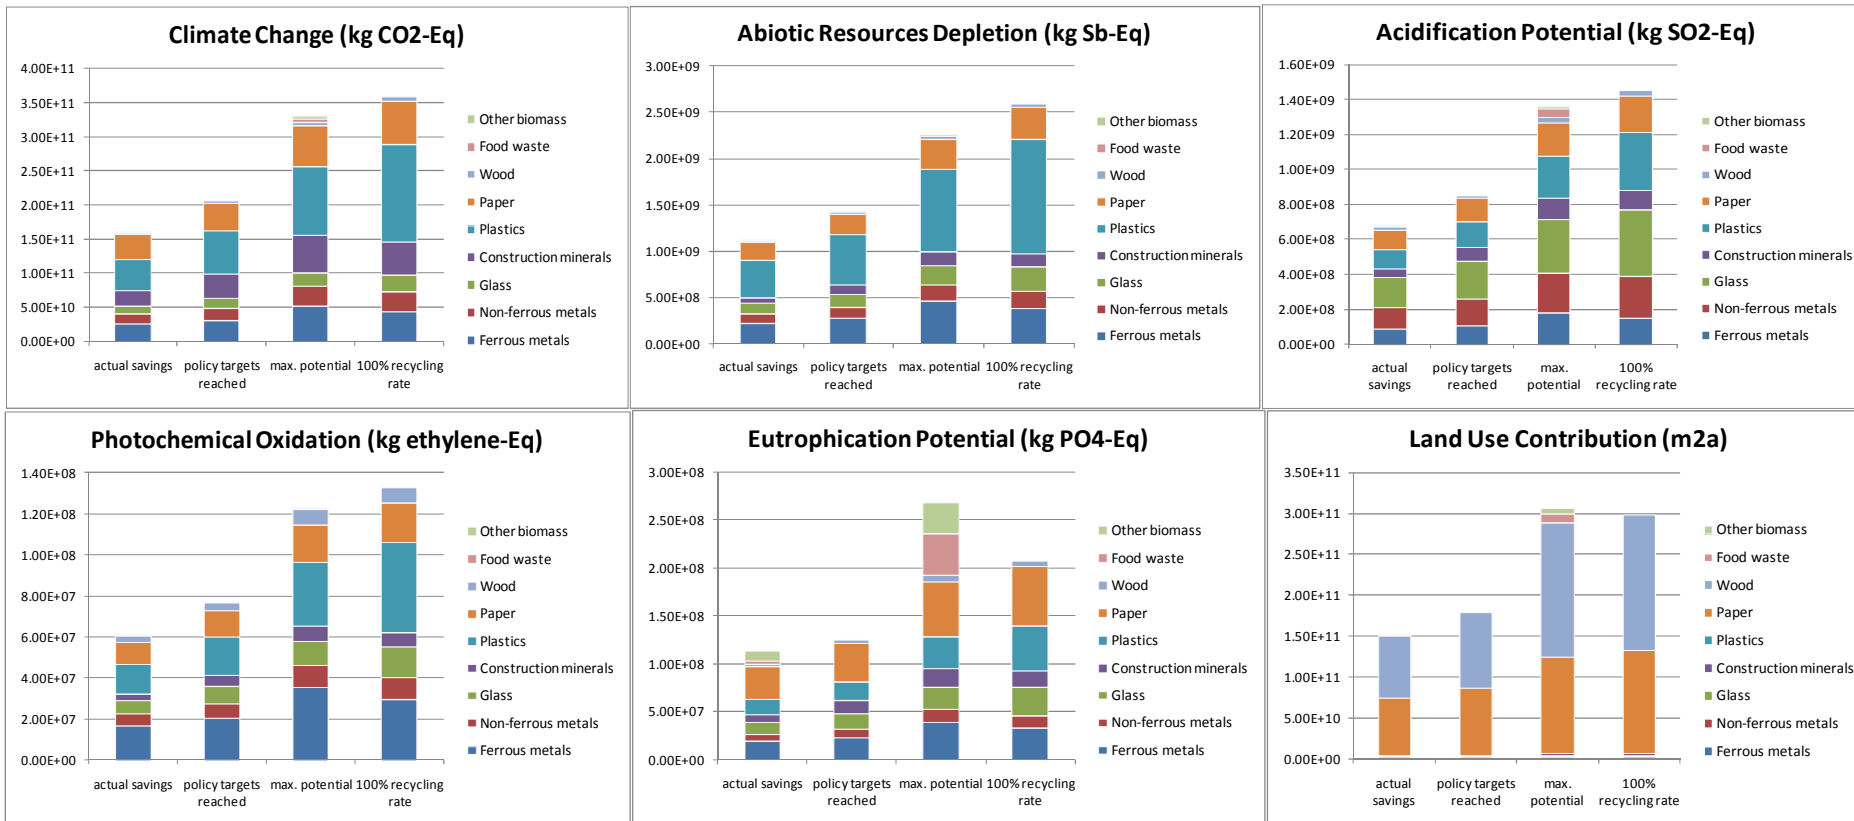 Climate Change (kg CO2-Eq)
4.00E+11
3.50E+11
3.00E+11
2.50E+11
2.00E+11
1.50E+11
1.00E+11
5.00E+10
0.00E+00
actual savings
policy targets
reached
max. potential
100% recycling
rate
Other biomass
Food waste
Wood
Paper
Plastics
Construction minerals
Glass
Non-ferrous metals
Ferrous metals
Abiotic Resources Depletion (kg Sb-Eq)
3.00E+09
2.50E+09
2.00E+09
1.50E+09
1.00E+09
5.00E+08
0.00E+00
actual savings
policy targets
reached
max. potential
100% recycling
rate
Other biomass
Food waste
Wood
Paper
Plastics
Construction minerals
Glass
Non-ferrous metals
Ferrous metals
Acidification Potential (kg SO2-Eq)
1.60E+09
1.40E+09
1.20E+09
1.00E+09
8.00E+08
6.00E+08
4.00E+08
2.00E+08
0.00E+00
actual
savings
policy targets
reached
max.
potential
100%
recycling rate
Other biomass
Food waste
Wood
Paper
Plastics
Construction minerals
Glass
Non-ferrous metals
Ferrous metals
Photochemical Oxidation (kg ethylene-Eq)
1.40E+08
1.20E+08
1.00E+08
8.00E+07
6.00E+07
4.00E+07
2.00E+07
0.00E+00
actual savings
policy targets
reached
max. potential
100% recycling
rate
Other biomass
Food waste
Wood
Paper
Plastics
Construction minerals
Glass
Non-ferrous metals
Ferrous metals
Eutrophication Potential (kg PO4-Eq)
3.00E+08
2.50E+08
2.00E+08
1.50E+08
1.00E+08
5.00E+07
0.00E+00
actual savings
policy targets
reached
max. potential
100% recycling
rate
Other biomass
Food waste
Wood
Paper
Plastics
Construction minerals
Glass
Non-ferrous metals
Ferrous metals
Land Use Contribution (m2a)
3.50E+11
3.00E+11
2.50E+11
2.00E+11
1.50E+11
1.00E+11
5.00E+10
0.00E+00
actual
savings
policy targets
reached
max.
potential
100%
recycling rate
Other biomass
Food waste
Wood
Paper
Plastics
Construction minerals
Glass
Non-ferrous metals
Ferrous metals